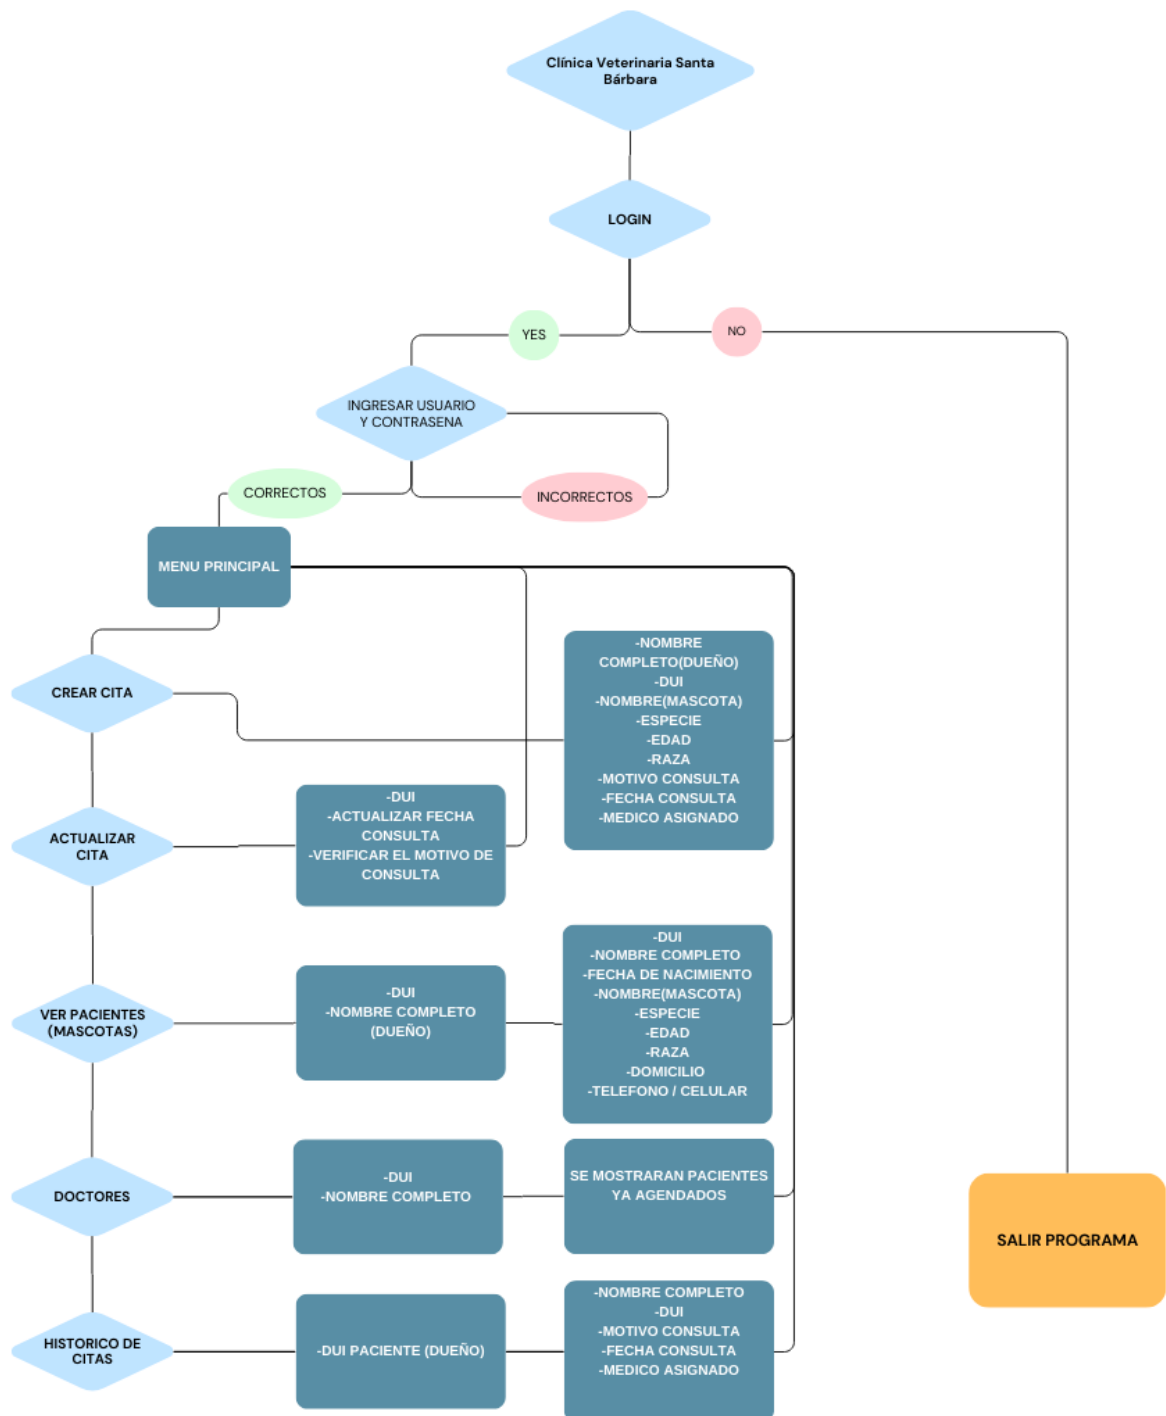 Clínica Veterinaria Santa
Bárbara
LOGIN
YES
NO
INGRESAR USUARIO
Y CONTRASENA
CORRECTOS
INCORRECTOS
MENU PRINCIPAL
CREAR CITA
-NOMBRE
COMPLETO(DUEÑO)
-DUI
-NOMBRE(MASCOTA)
-ESPECIE
-EDAD
-RAZA
-MOTIVO CONSULTA
-FECHA CONSULTA
-MEDICO ASIGNADO
ACTUALIZAR
CITA
-DUI
-ACTUALIZAR FECHA
CONSULTA
-VERIFICAR EL MOTIVO DE
CONSULTA
VER PACIENTES
(MASCOTAS)
-DUI
-NOMBRE COMPLETO
(DUEÑO)
-DUI
-NOMBRE COMPLETO
-FECHA DE NACIMIENTO
-NOMBRE(MASCOTA)
-ESPECIE
-EDAD
-RAZA
-DOMICILIO
-TELEFONO / CELULAR
DOCTORES
-DUI
-NOMBRE COMPLETO
SE MOSTRARAN PACIENTES
YA AGENDADOS
SALIR PROGRAMA
HISTORICO DE
CITAS
-DUI PACIENTE (DUEÑO)
-NOMBRE COMPLETO
-DUI
-MOTIVO CONSULTA
-FECHA CONSULTA
-MEDICO ASIGNADO